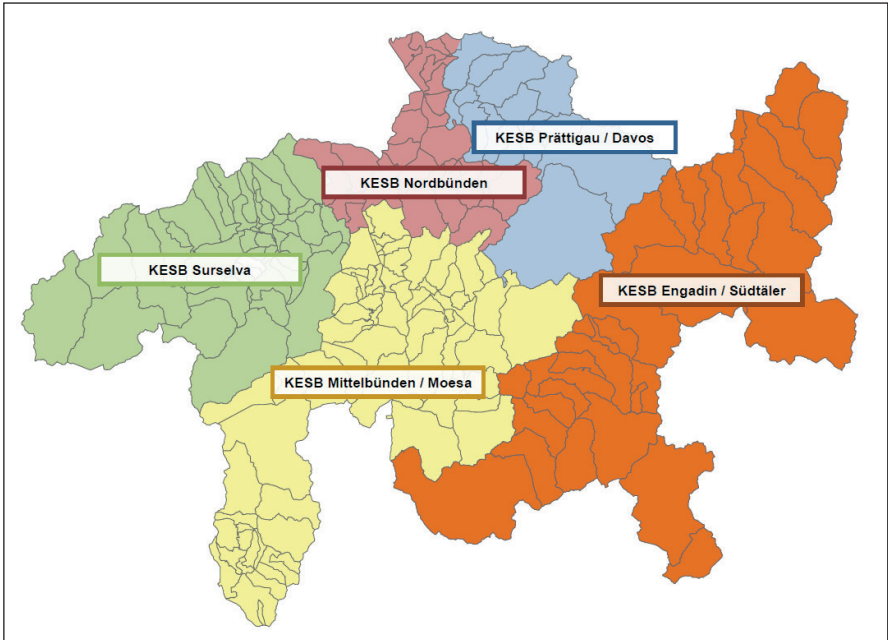 KESB Prättigau / Davos
KESB Nordbünden
KESB Surselva
KESB Engadin / Südtäler
KESB Mittelbünden / Moesa